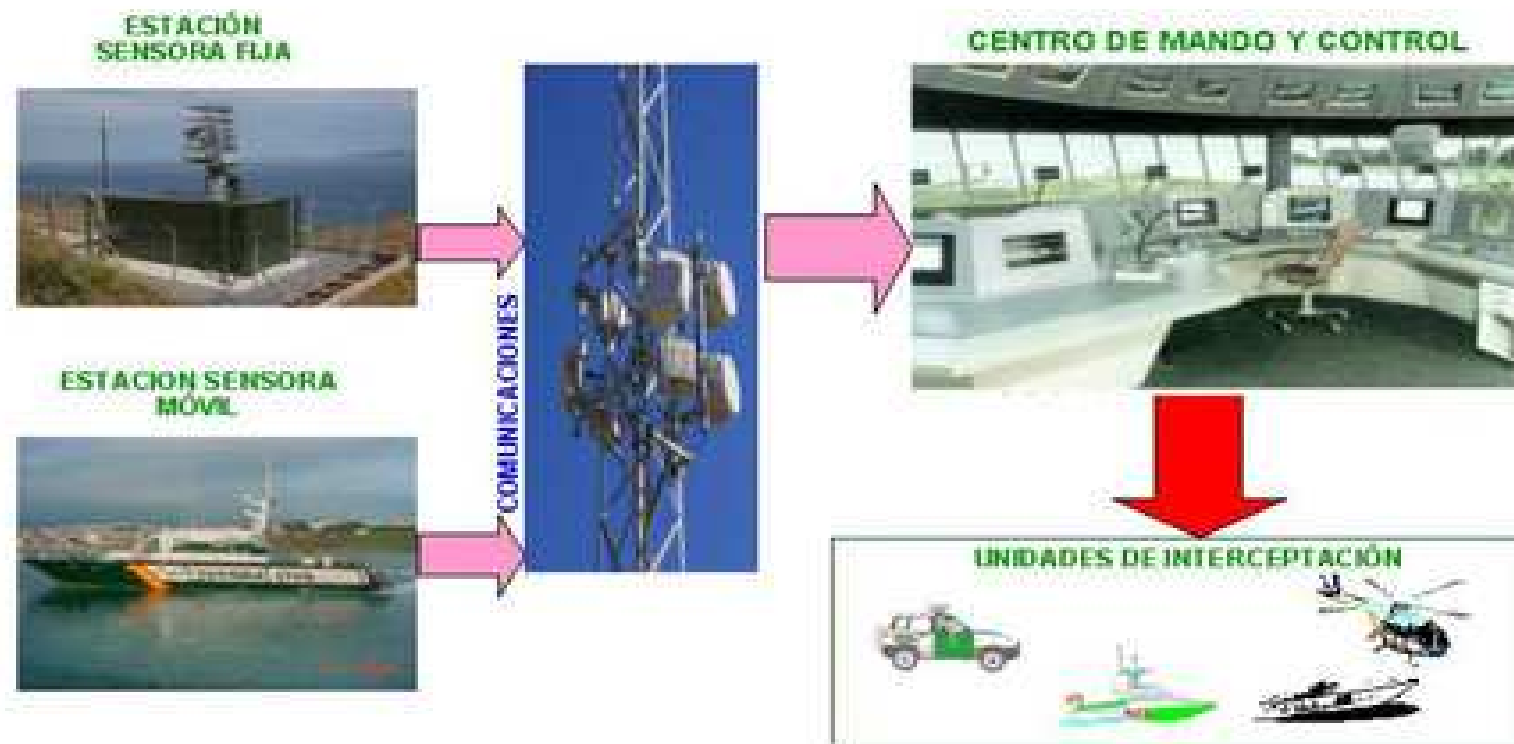 ESTACIÓN
SENSORA FIJA
CENTRO DE MANDO Y CONTROL
COMUNICACIONES
ESTACION SENSORA
MÓVIL
UNIDADES DE INTERCEPTACIÓN